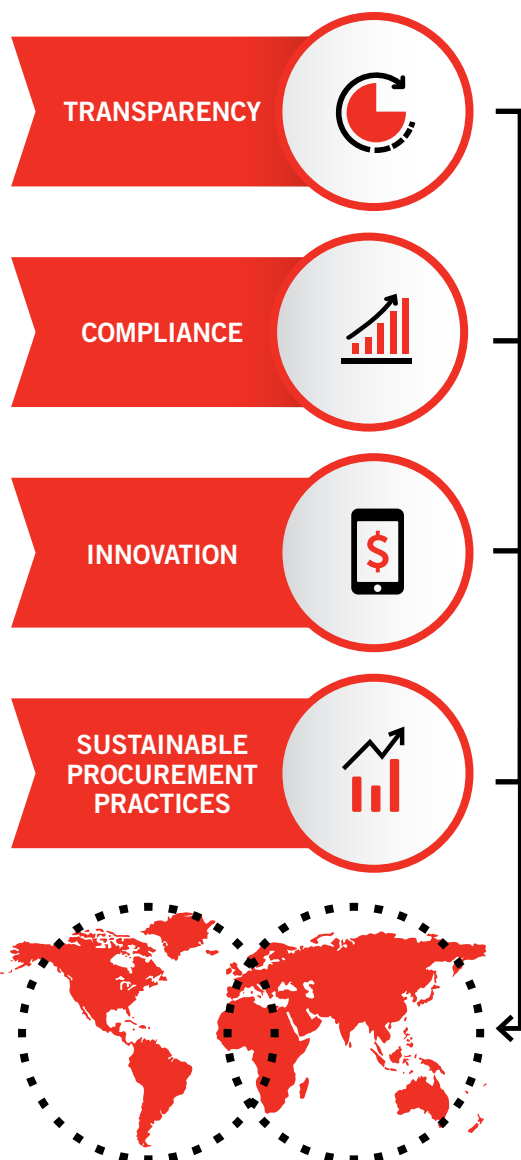 TRANSPARENCY
COMPLIANCE
INNOVATION
$
SUSTAINABLE
PROCUREMENT
PRACTICES